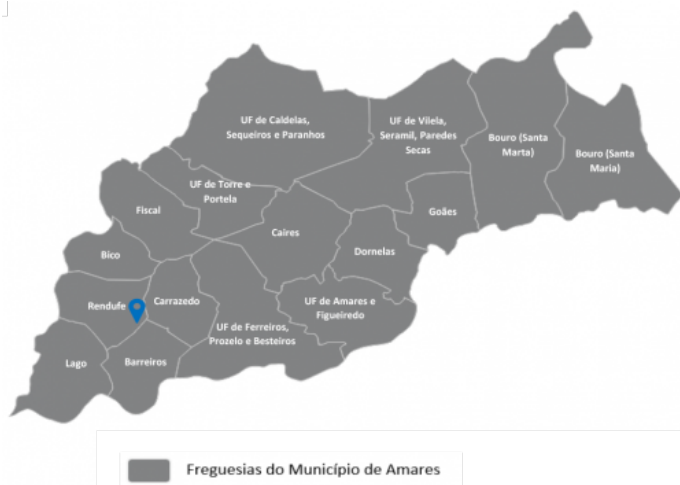 UF de Caldelas,
Sequeiros e Paranhos
UF de Vilela,
Seramil, Paredes
Secas
Bouro (Santa
Marta)
Bouro (Santa
Maria)
UF de Torre e
Portela
Fiscal
Goães
Caires
Dornelas
Bico
Rendufe
Carrazedo
UF de Amares e
Figueiredo
UF de Ferreiros,
Prozelo e Besteiros
Lago
Barreiros
Freguesias do Município de Amares